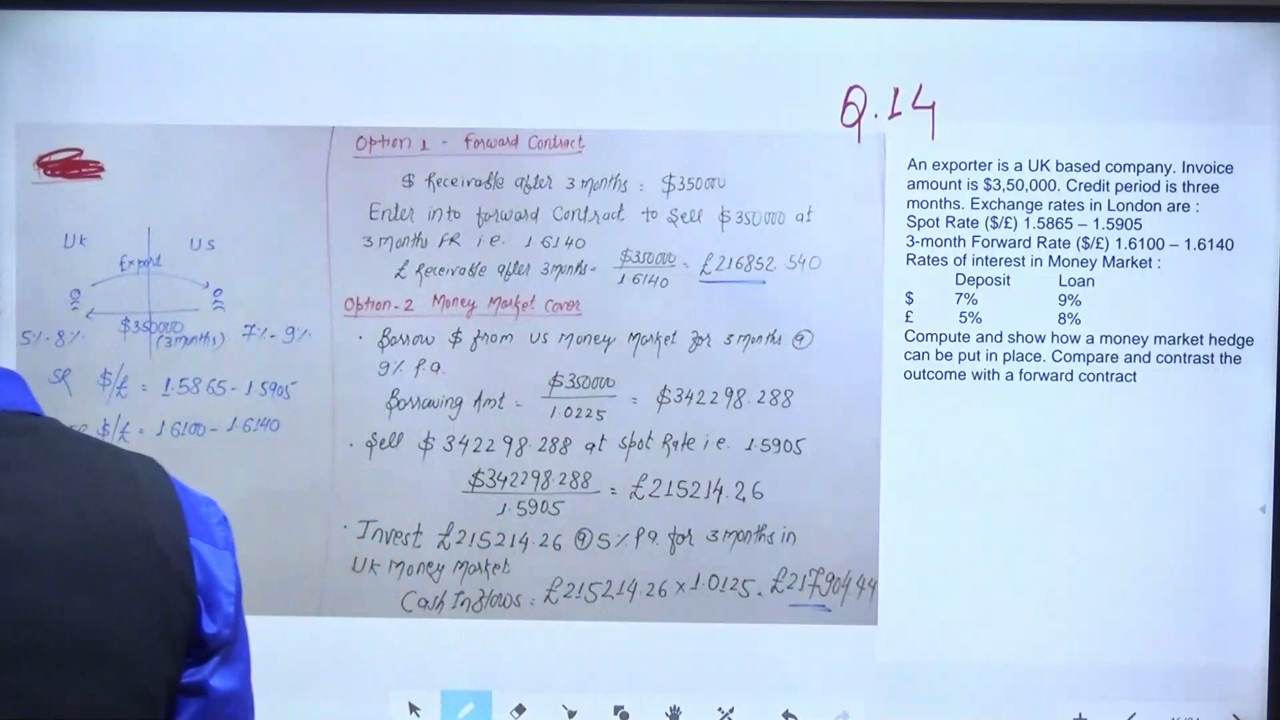 Q.14
UK US
Export
$350000
(3months)
5%-8% 7%-9%
SR $/£ = 1.5865-1.5905
$/£ = 1.6100-1.6140
Option 1 - Forward Contract
$ Receivable after 3 months = $350000
Enter into forward Contract to Sell $350000 at
3 months FR i.e. 1.6140
£ Receivable after 3months = $350000 / 1.6140 = £216852.540
Option-2 Money Market Cover
· Borrow $ from US Money Market for 3 months @
9% P.a.
Borrowing Amt = $350000 / 1.0225 = $342298.288
· Sell $342298.288 at spot Rate i.e. 1.5905
$342298.288 / 1.5905 = £215214.26
· Invest £215214.26 @ 5% P.a. for 3 months in
UK Money Market
Cash Inflows = £215214.26 × 1.0125 = £217904.44
An exporter is a UK based company. Invoice
amount is $3,50,000. Credit period is three
months. Exchange rates in London are :
Spot Rate ($/£) 1.5865 – 1.5905
3-month Forward Rate ($/£) 1.6100 – 1.6140
Rates of interest in Money Market :
Deposit Loan
$ 7% 9%
£ 5% 8%
Compute and show how a money market hedge
can be put in place. Compare and contrast the
outcome with a forward contract